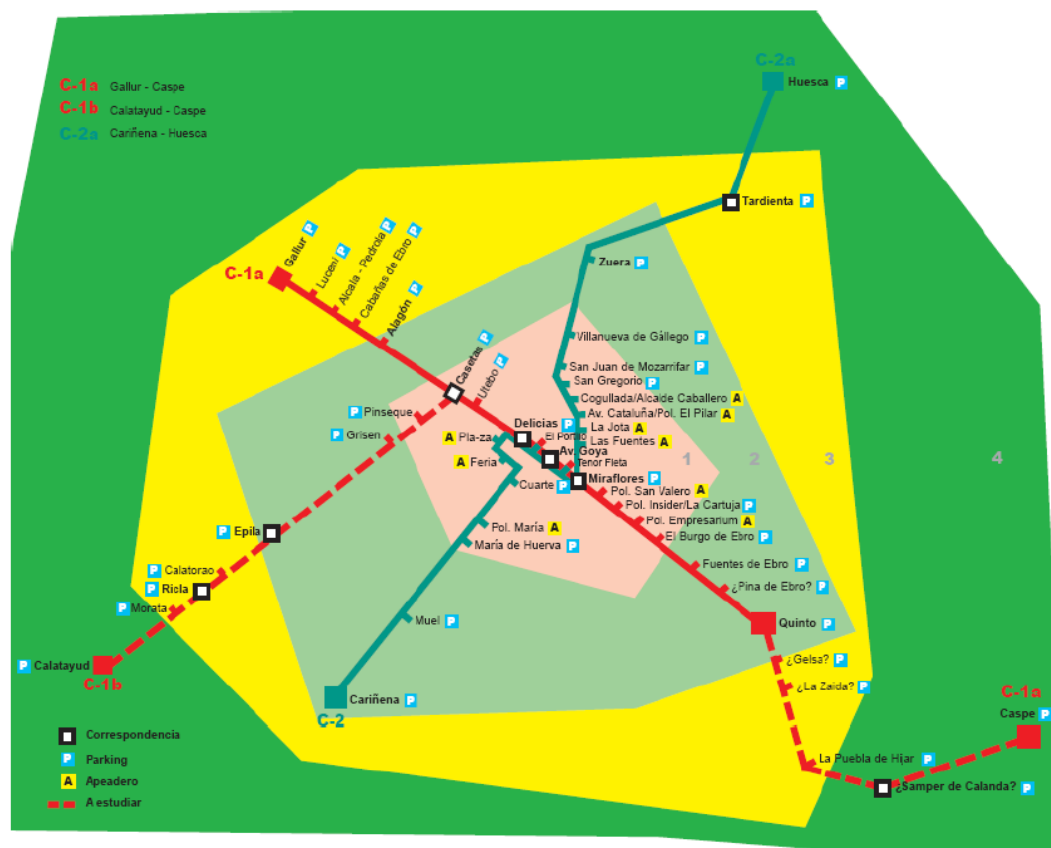 C-1a Gallur - Caspe
C-1b Calatayud - Caspe
C-2a Cariñena - Huesca
C-2a
Huesca P
Tardienta P
Zuera P
Villanueva de Gállego P
San Juan de Mozarrifar P
San Gregorio P
Cogullada/Alcalde Caballero A
Av. Cataluña/Pol. El Pilar A
La Jota A
Las Fuentes A
C-1a
Gallur P
Luceni P
Alcala - Pedrola P
Cabañas de Ebro P
Alagón P
Casetas P
Utebo P
Delicias P
El Portillo
Av. Goya
Tenor Fleta
Miraflores P
1 2 3 4
P Pinseque
P Grisen
A Pla-za
A Feria
Cuarte P
Pol. María A
María de Huerva P
Muel P
Cariñena P
C-2
P Epila
P Calatorao
P Ricla
P Morata
P Calatayud
C-1b
Pol. San Valero A
Pol. Insider/La Cartuja P
Pol. Empresarium A
El Burgo de Ebro P
Fuentes de Ebro P
¿Pina de Ebro? P
Quinto P
¿Gelsa? P
¿La Zaida? P
La Puebla de Hijar P
¿Samper de Calanda? P
C-1a
Caspe P
Correspondencia
P Parking
A Apeadero
A estudiar